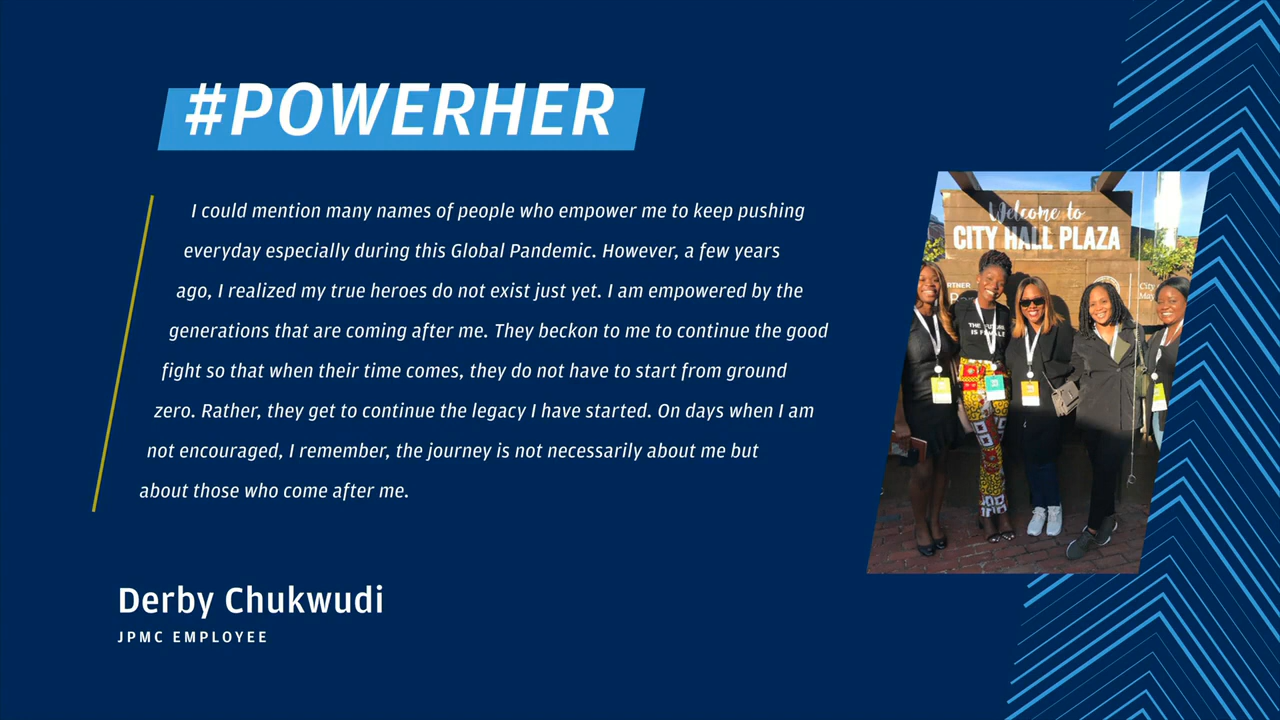 #POWERHER
I could mention many names of people who empower me to keep pushing
everyday especially during this Global Pandemic. However, a few years
ago, I realized my true heroes do not exist just yet. I am empowered by the
generations that are coming after me. They beckon to me to continue the good
fight so that when their time comes, they do not have to start from ground
zero. Rather, they get to continue the legacy I have started. On days when I am
not encouraged, I remember, the journey is not necessarily about me but
about those who come after me.
Derby Chukwudi
JPMC EMPLOYEE
Welcome to
CITY HALL PLAZA